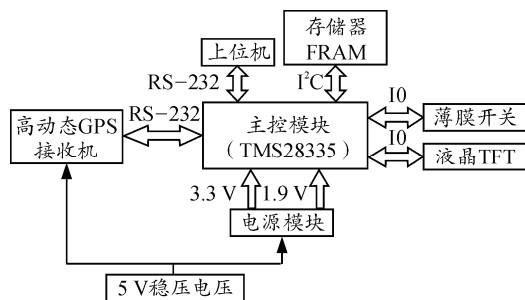 上位机
存储器
FRAM
RS-232
I²C
RS-232
高动态GPS
接收机
主控模块
(TMS28335)
I0
薄膜开关
I0
液晶TFT
3.3 V
1.9 V
电源模块
5 V稳压电压